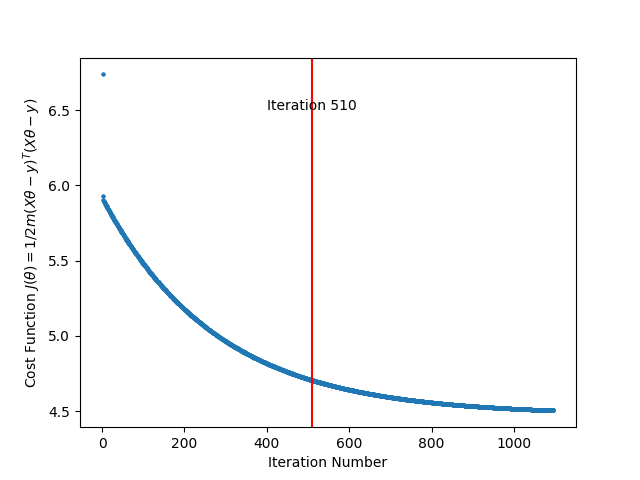 6.5
6.0
5.5
5.0
4.5
Cost Function J(θ) = 1/2m(Xθ − y)^T(Xθ − y)
Iteration 510
0 200 400 600 800 1000
Iteration Number